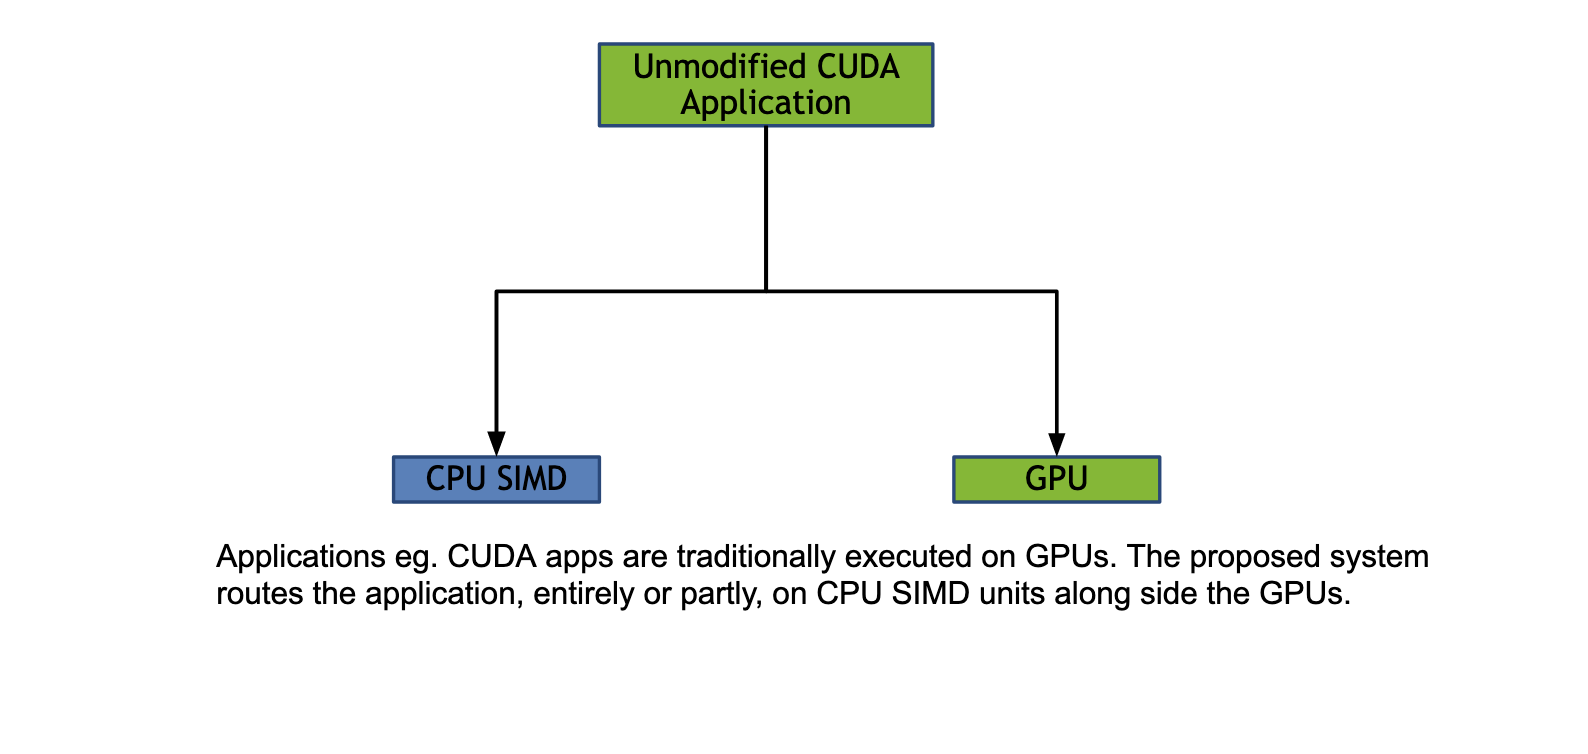 Unmodified CUDA
Application
CPU SIMD
GPU
Applications eg. CUDA apps are traditionally executed on GPUs. The proposed system
routes the application, entirely or partly, on CPU SIMD units along side the GPUs.